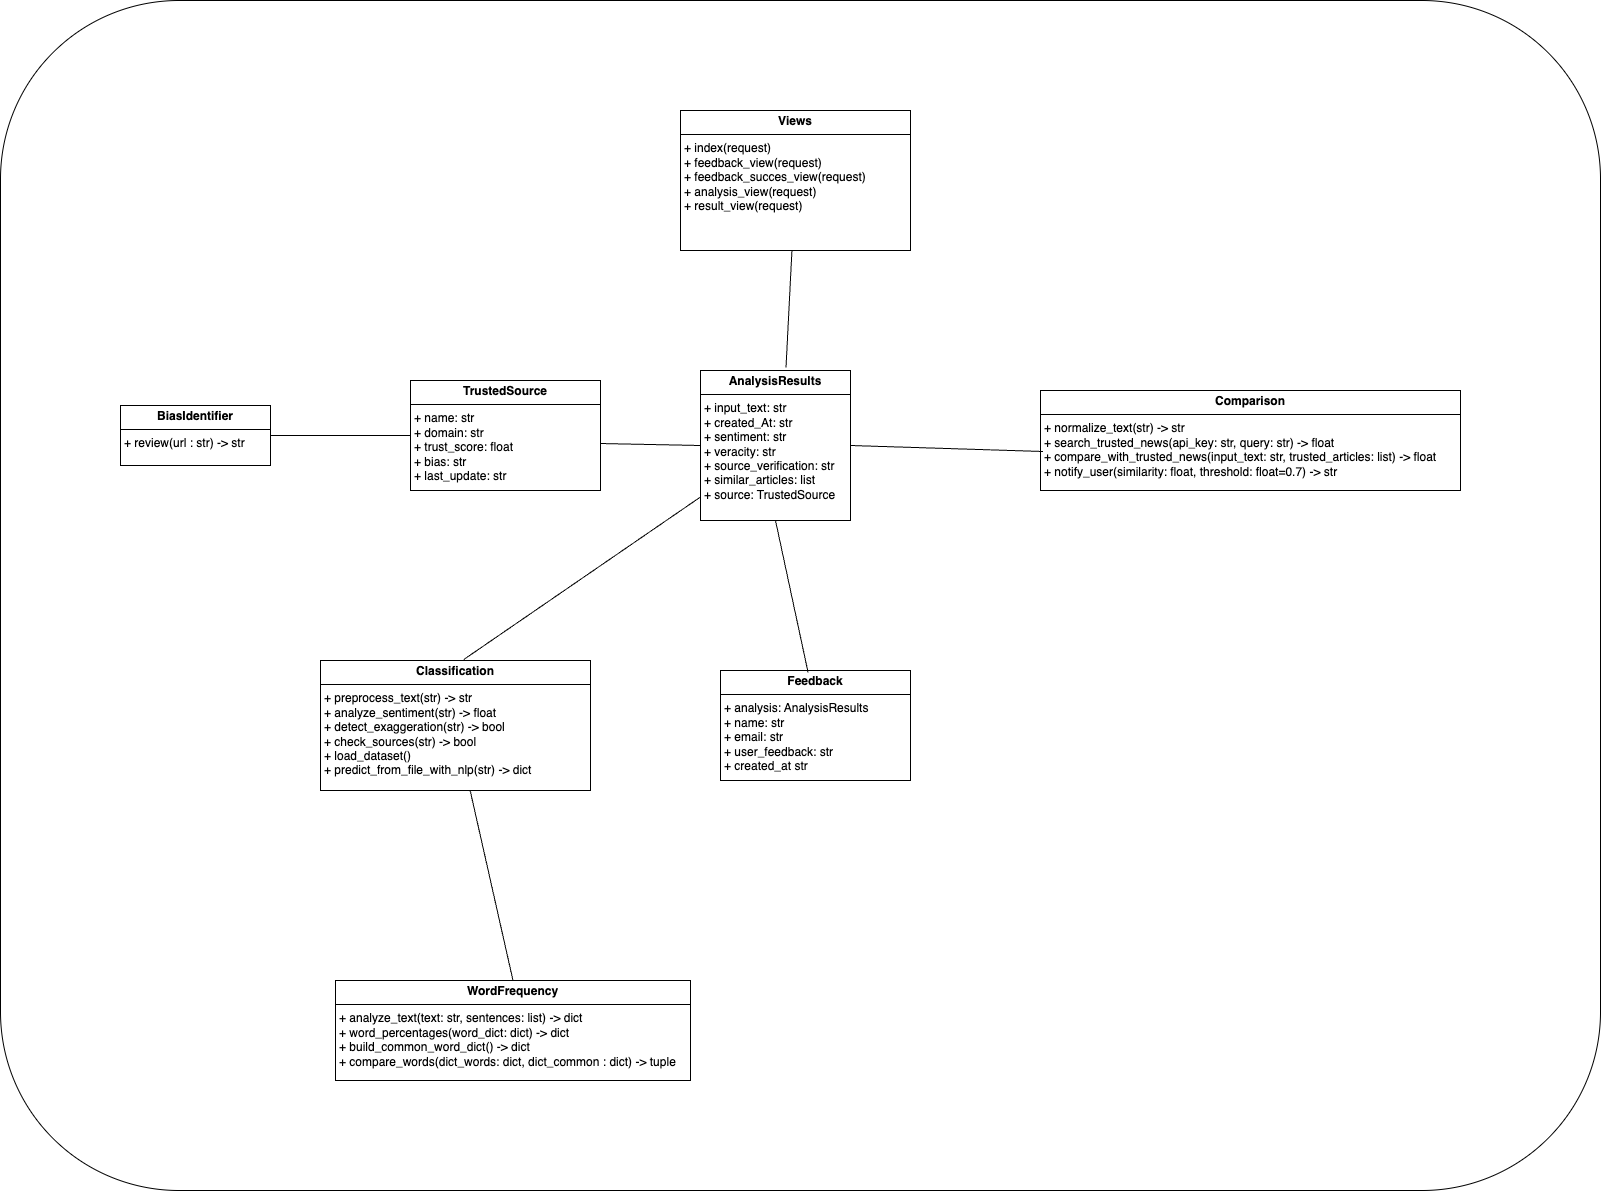 Views
+ index(request)
+ feedback_view(request)
+ feedback_succes_view(request)
+ analysis_view(request)
+ result_view(request)
BiasIdentifier
+ review(url : str) -> str
TrustedSource
+ name: str
+ domain: str
+ trust_score: float
+ bias: str
+ last_update: str
AnalysisResults
+ input_text: str
+ created_At: str
+ sentiment: str
+ veracity: str
+ source_verification: str
+ similar_articles: list
+ source: TrustedSource
Comparison
+ normalize_text(str) -> str
+ search_trusted_news(api_key: str, query: str) -> float
+ compare_with_trusted_news(input_text: str, trusted_articles: list) -> float
+ notify_user(similarity: float, threshold: float=0.7) -> str
Classification
+ preprocess_text(str) -> str
+ analyze_sentiment(str) -> float
+ detect_exaggeration(str) -> bool
+ check_sources(str) -> bool
+ load_dataset()
+ predict_from_file_with_nlp(str) -> dict
Feedback
+ analysis: AnalysisResults
+ name: str
+ email: str
+ user_feedback: str
+ created_at str
WordFrequency
+ analyze_text(text: str, sentences: list) -> dict
+ word_percentages(word_dict: dict) -> dict
+ build_common_word_dict() -> dict
+ compare_words(dict_words: dict, dict_common : dict) -> tuple